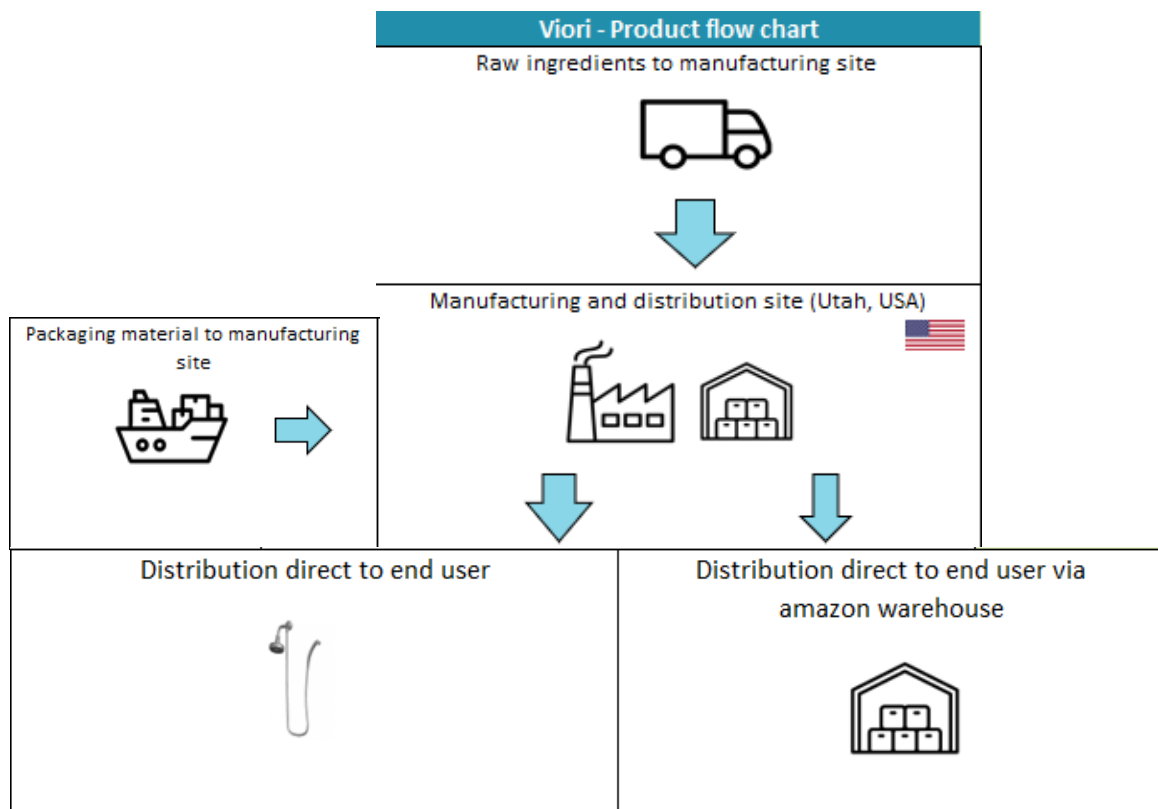 Viori - Product flow chart
Raw ingredients to manufacturing site
Manufacturing and distribution site (Utah, USA)
Packaging material to manufacturing
site
Distribution direct to end user
Distribution direct to end user via
amazon warehouse